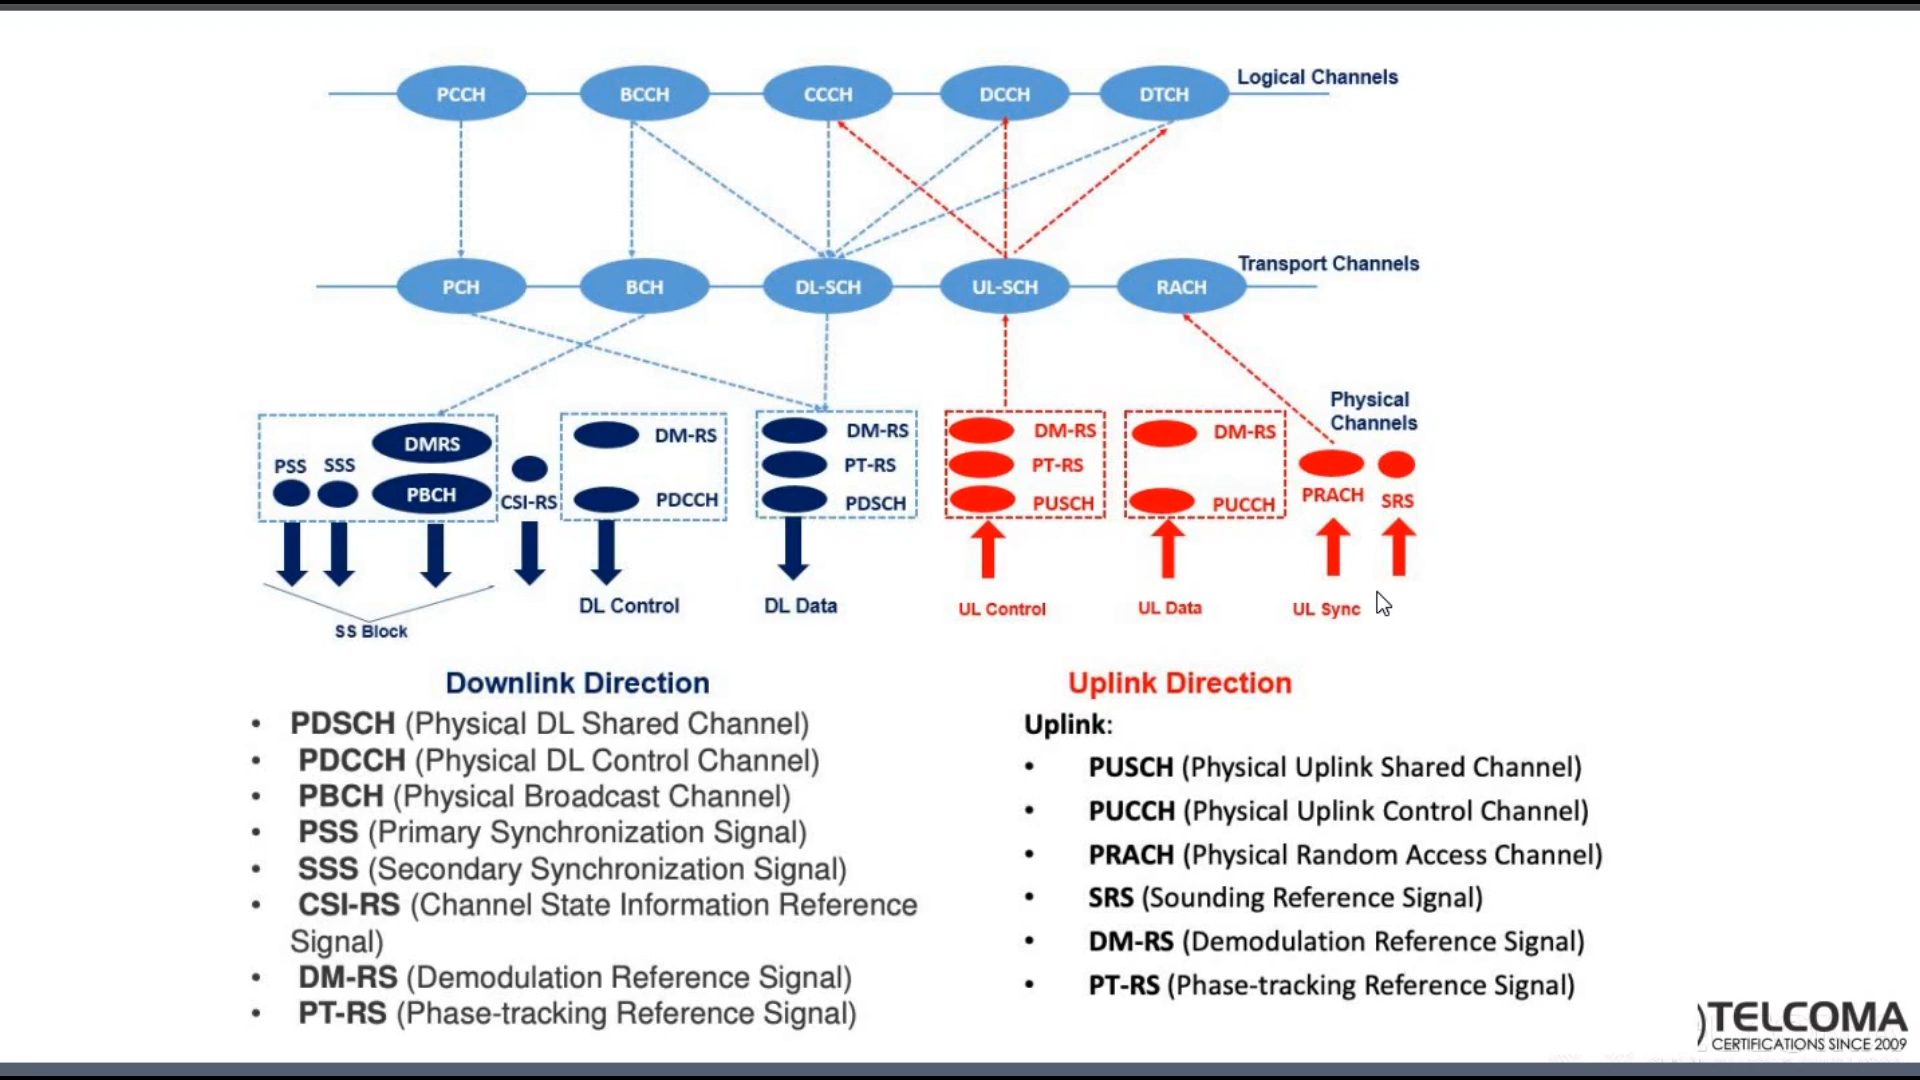 PCCH BCCH CCCH DCCH DTCH Logical Channels
PCH BCH DL-SCH UL-SCH RACH Transport Channels
Physical
Channels
PSS SSS DMRS
PBCH
CSI-RS
DM-RS
PDCCH
DM-RS
PT-RS
PDSCH
DM-RS
PT-RS
PUSCH
DM-RS
PUCCH
PRACH SRS
SS Block
DL Control
DL Data
UL Control
UL Data
UL Sync
Downlink Direction
• PDSCH (Physical DL Shared Channel)
• PDCCH (Physical DL Control Channel)
• PBCH (Physical Broadcast Channel)
• PSS (Primary Synchronization Signal)
• SSS (Secondary Synchronization Signal)
• CSI-RS (Channel State Information Reference
Signal)
• DM-RS (Demodulation Reference Signal)
• PT-RS (Phase-tracking Reference Signal)
Uplink Direction
Uplink:
• PUSCH (Physical Uplink Shared Channel)
• PUCCH (Physical Uplink Control Channel)
• PRACH (Physical Random Access Channel)
• SRS (Sounding Reference Signal)
• DM-RS (Demodulation Reference Signal)
• PT-RS (Phase-tracking Reference Signal)
TELCOMA
CERTIFICATIONS SINCE 2009